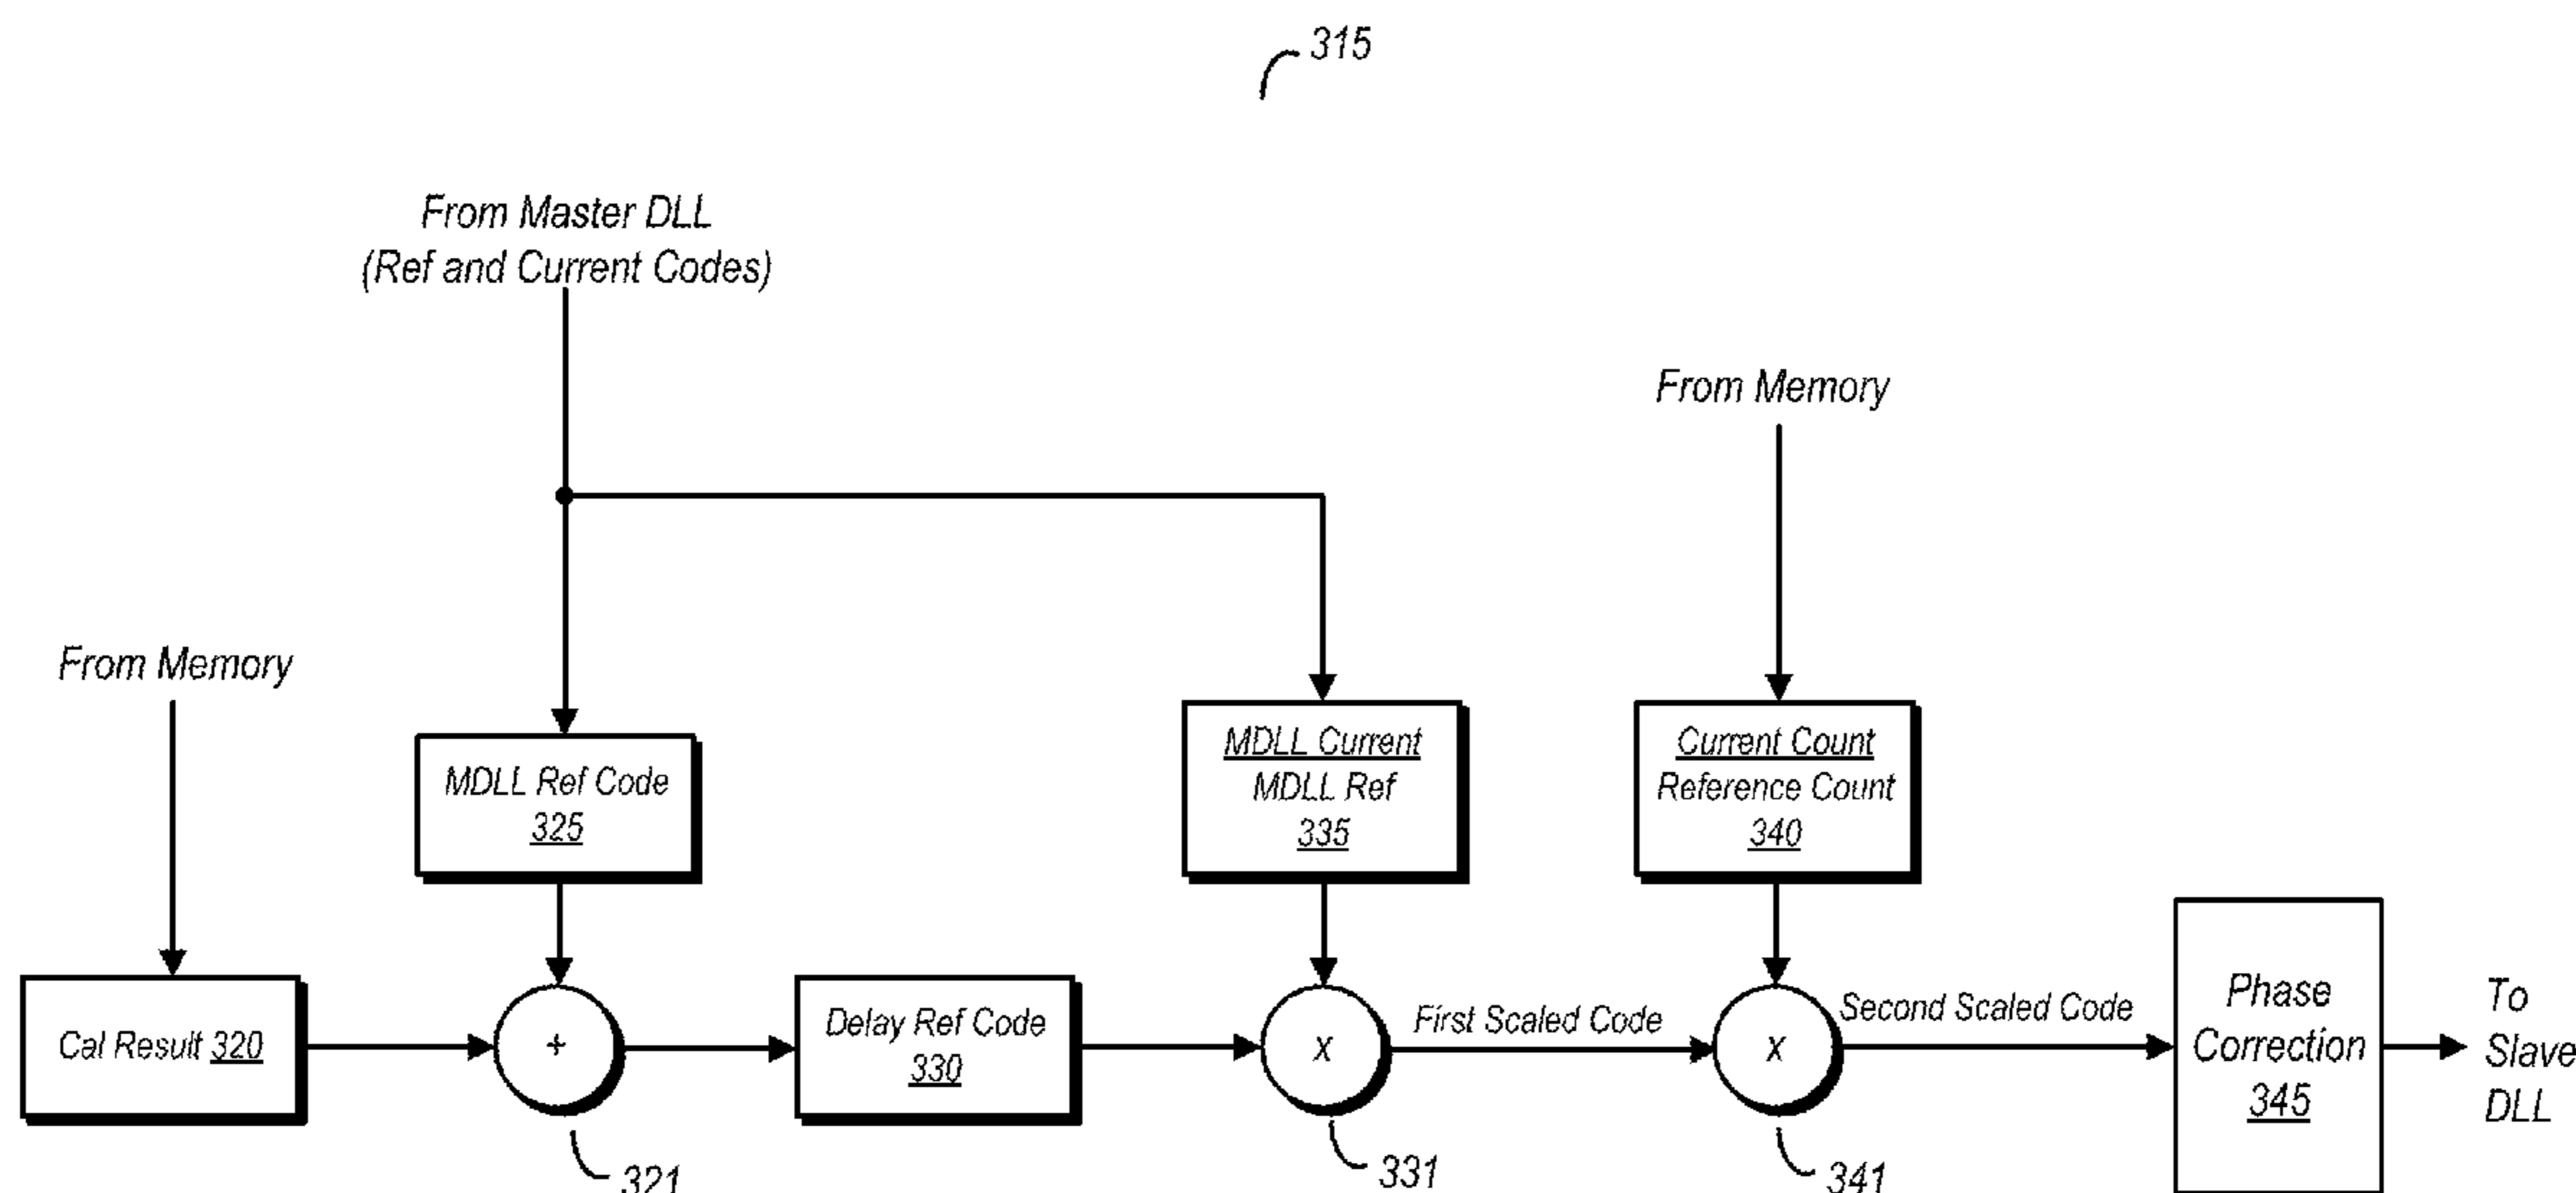 315
From Master DLL
(Ref and Current Codes)
From Memory
From Memory
MDLL Ref Code
325
MDLL Current
MDLL Ref
335
Current Count
Reference Count
340
Cal Result 320
+
Delay Ref Code
330
x
First Scaled Code
x
Second Scaled Code
Phase
Correction
345
To
Slave
DLL
321
331
341